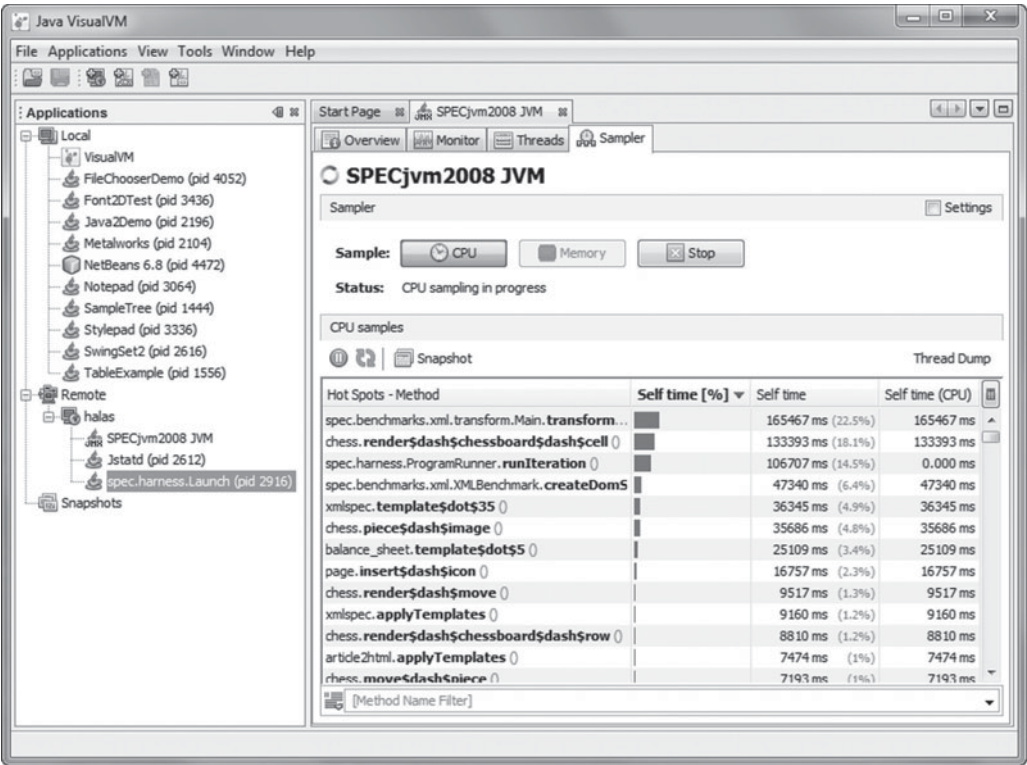 Java VisualVM
File Applications View Tools Window Help
Applications
Local
VisualVM
FileChooserDemo (pid 4052)
Font2DTest (pid 3436)
Java2Demo (pid 2196)
Metalworks (pid 2104)
NetBeans 6.8 (pid 4472)
Notepad (pid 3064)
SampleTree (pid 1444)
Stylepad (pid 3336)
SwingSet2 (pid 2616)
TableExample (pid 1556)
Remote
halas
SPECjvm2008 JVM
Jstatd (pid 2612)
spec.harness.Launch (pid 2916)
Snapshots
Start Page SPECjvm2008 JVM
Overview Monitor Threads Sampler
SPECjvm2008 JVM
Sampler Settings
Sample: CPU Memory Stop
Status: CPU sampling in progress
CPU samples
Snapshot Thread Dump
Hot Spots - Method Self time [%] Self time Self time (CPU)
spec.benchmarks.xml.transform.Main.transform... 165467 ms (22.5%) 165467 ms
chess.render$dash$chessboard$dash$cell () 133393 ms (18.1%) 133393 ms
spec.harness.ProgramRunner.runIteration () 106707 ms (14.5%) 0.000 ms
spec.benchmarks.xml.XMLBenchmark.createDomS 47340 ms (6.4%) 47340 ms
xmlspec.template$dot$35 () 36345 ms (4.9%) 36345 ms
chess.piece$dash$image () 35686 ms (4.8%) 35686 ms
balance_sheet.template$dot$5 () 25109 ms (3.4%) 25109 ms
page.insert$dash$icon () 16757 ms (2.3%) 16757 ms
chess.render$dash$move () 9517 ms (1.3%) 9517 ms
xmlspec.applyTemplates () 9160 ms (1.2%) 9160 ms
chess.render$dash$chessboard$dash$row () 8810 ms (1.2%) 8810 ms
article2html.applyTemplates () 7474 ms (1%) 7474 ms
chess.move$dash$piece () 7193 ms (1%) 7193 ms
[Method Name Filter]